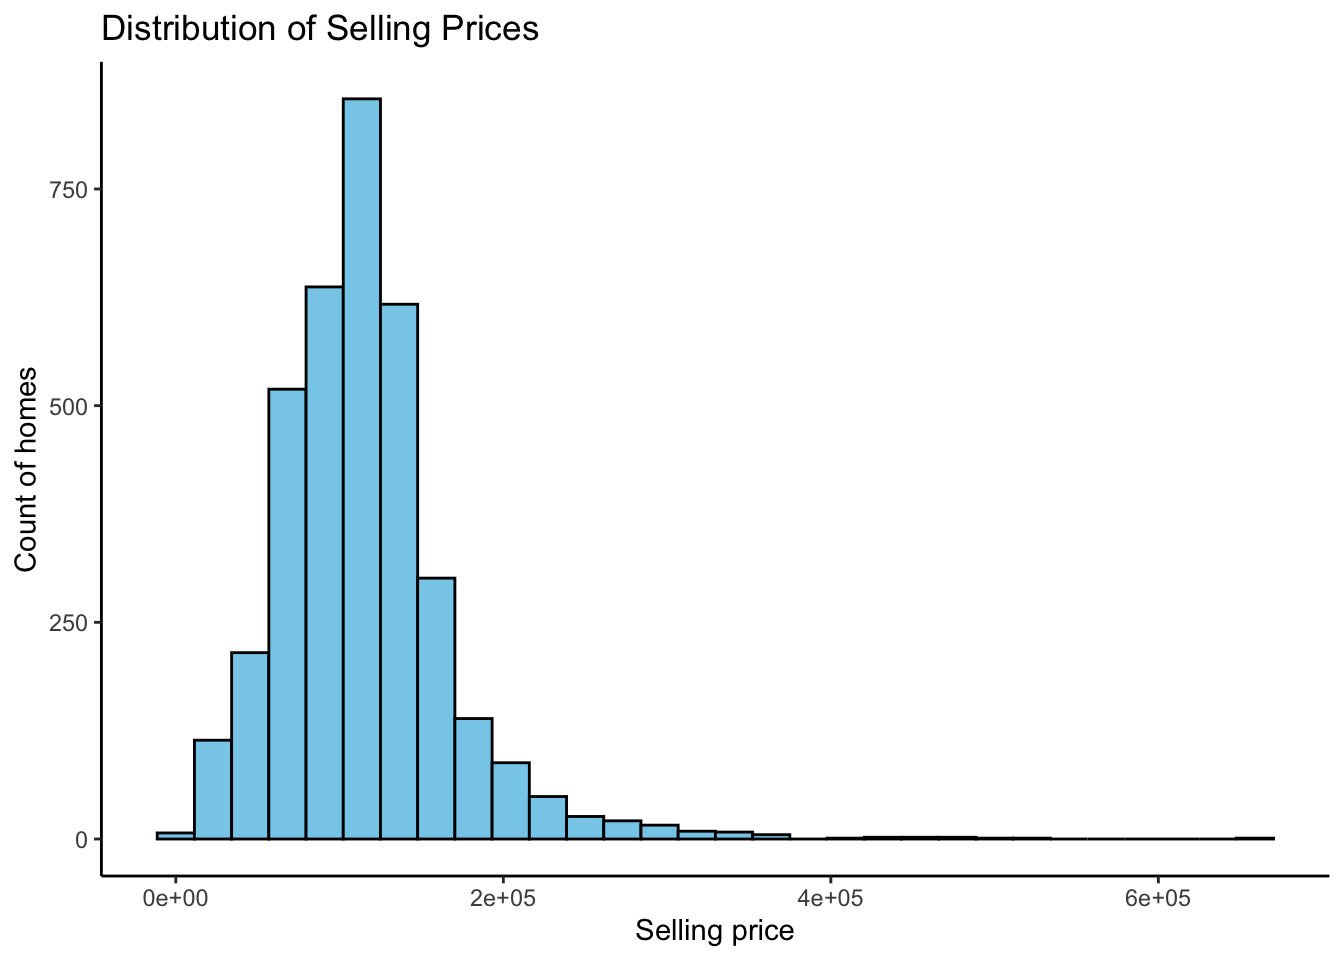 Distribution of Selling Prices
Count of homes
750
500
250
0
0e+00 2e+05 4e+05 6e+05
Selling price